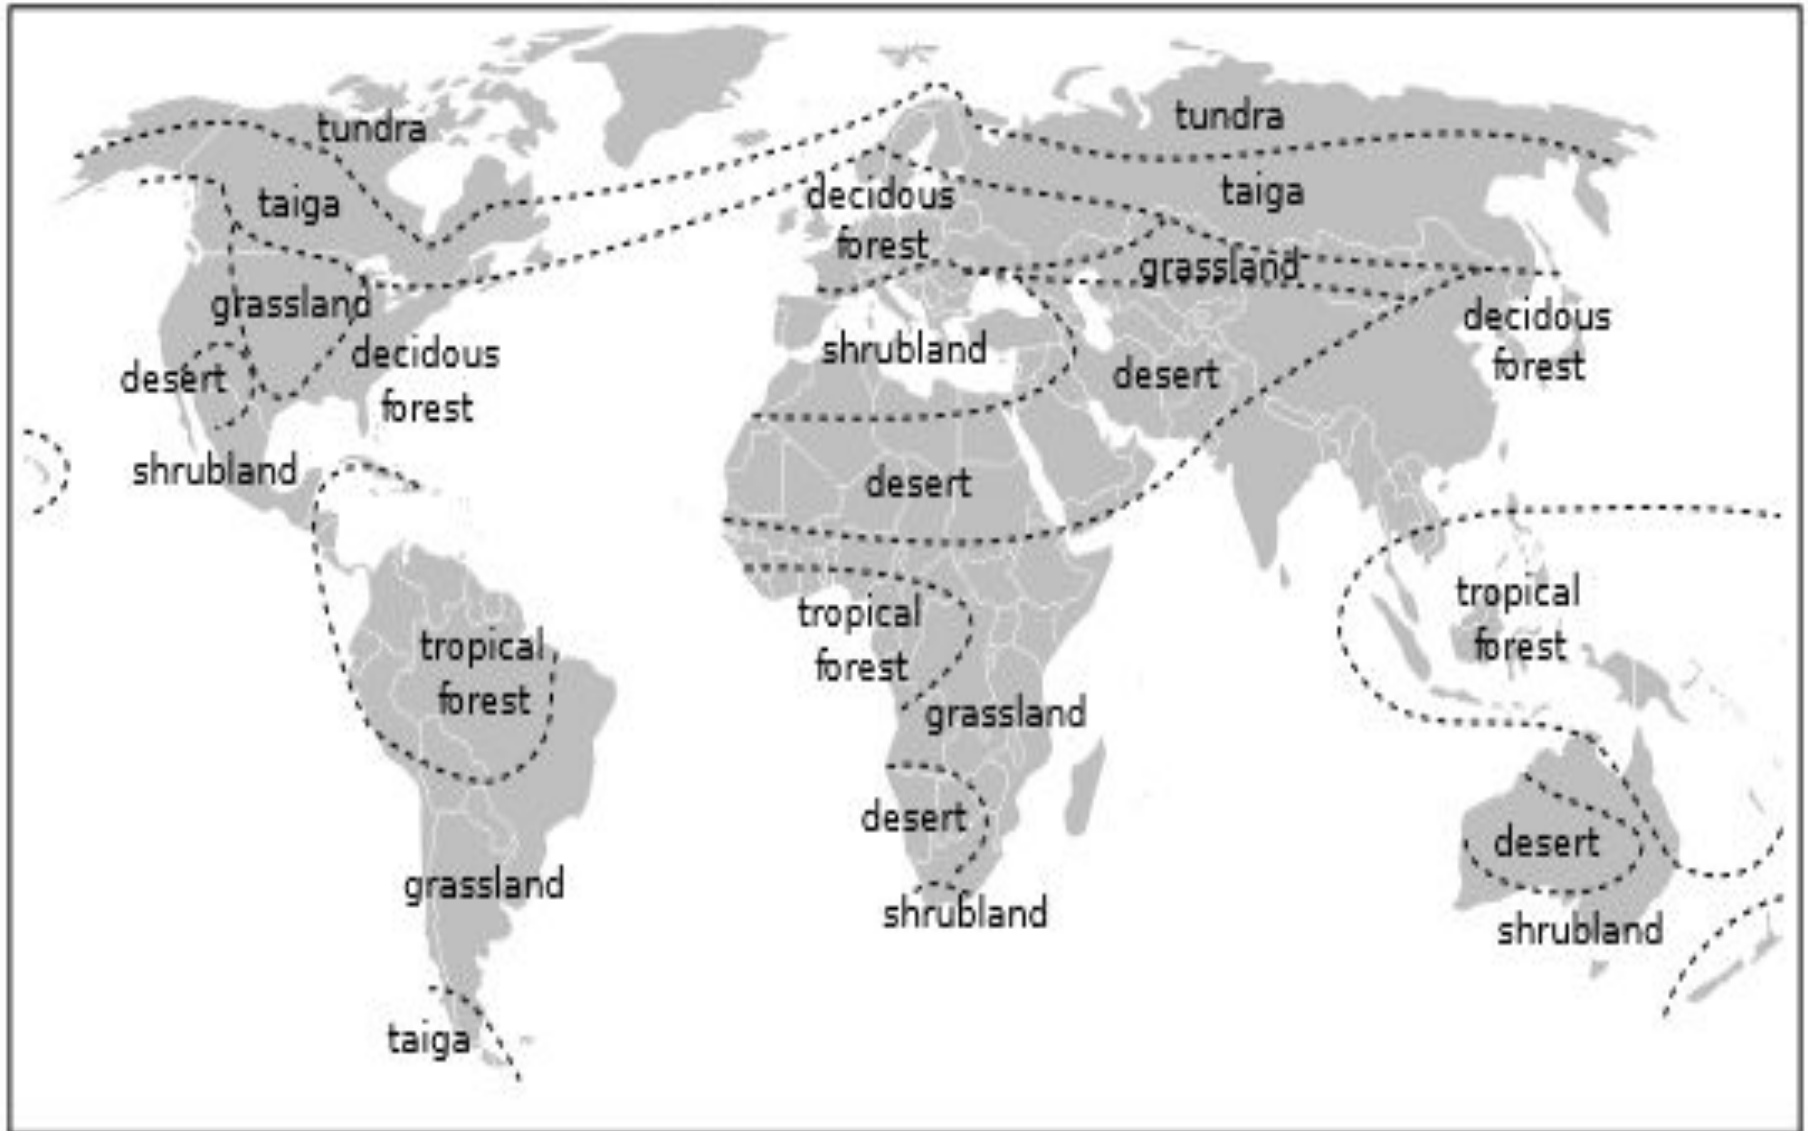 tundra
tundra
taiga
decidous
forest
taiga
grassland
grassland
decidous
forest
desert
decidous
forest
shrubland
desert
shrubland
desert
tropical
forest
tropical
forest
tropical
forest
grassland
desert
desert
grassland
shrubland
shrubland
taiga